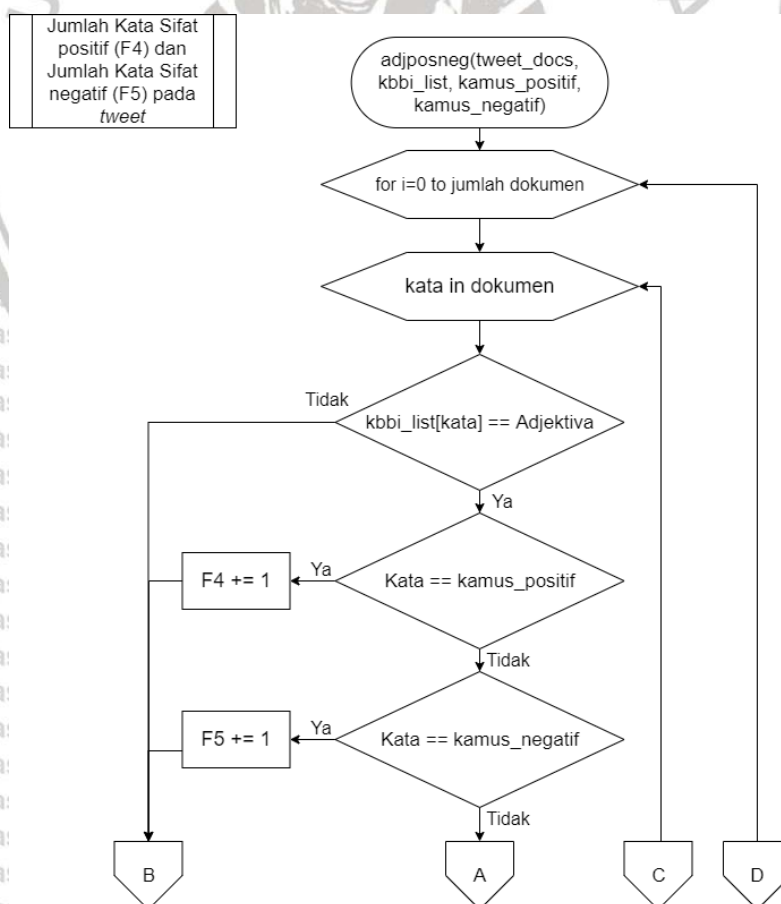 Jumlah Kata Sifat
positif (F4) dan
Jumlah Kata Sifat
negatif (F5) pada
tweet
adjposneg(tweet_docs,
kbbi_list, kamus_positif,
kamus_negatif)
for i=0 to jumlah dokumen
kata in dokumen
Tidak
kbbi_list[kata] == Adjektiva
Ya
F4 += 1
Ya
Kata == kamus_positif
Tidak
F5 += 1
Ya
Kata == kamus_negatif
Tidak
B
A
C
D